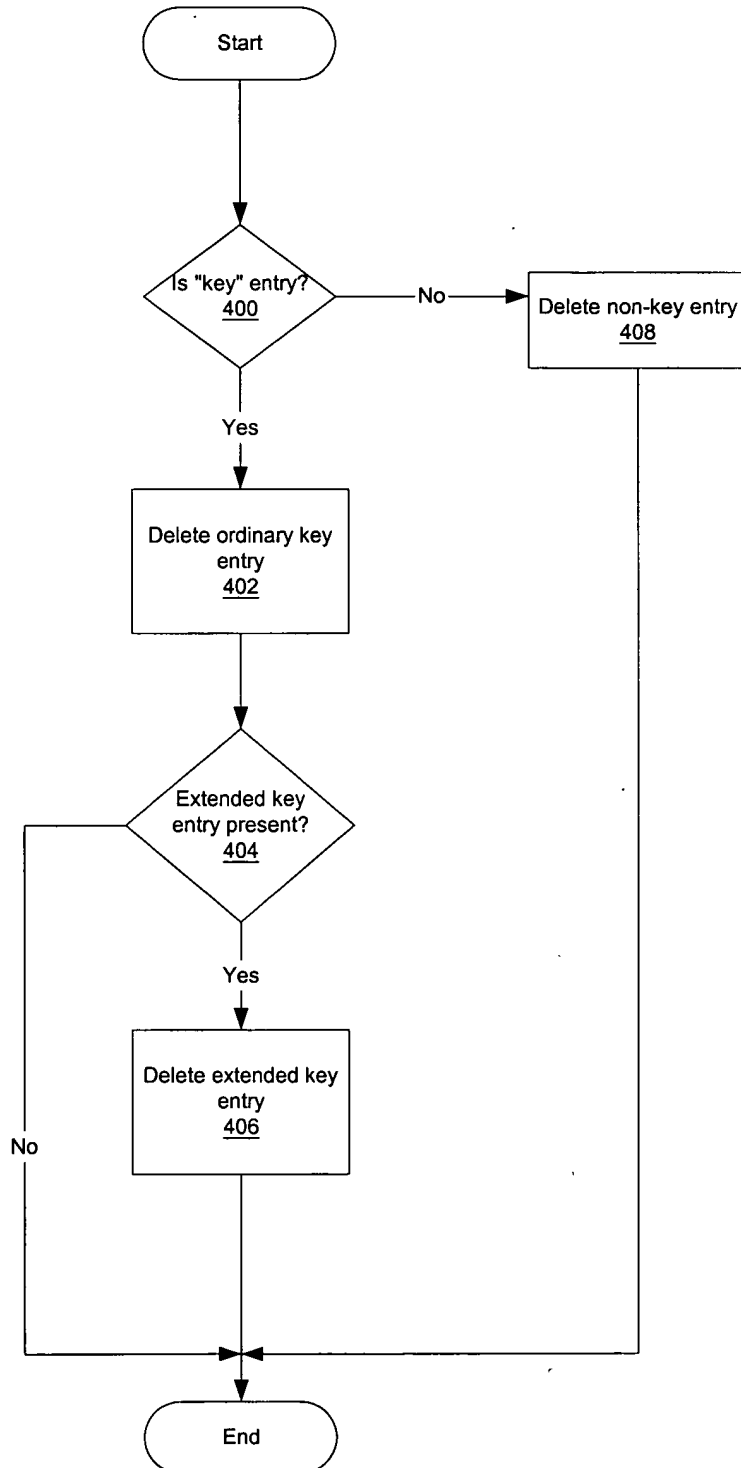 Start
Is "key" entry?
400
No
Delete non-key entry
408
Yes
Delete ordinary key
entry
402
Extended key
entry present?
404
Yes
Delete extended key
entry
406
No
End